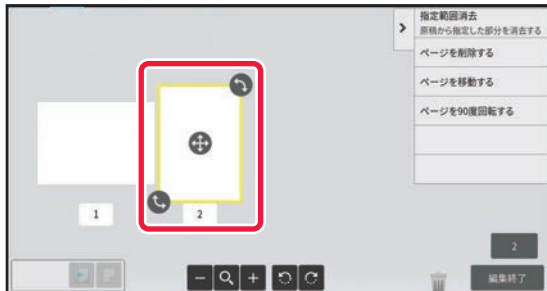 指定範囲消去
原稿から指定した部分を消去する
ページを削除する
ページを移動する
ページを90度回転する
1
2
2
編集終了